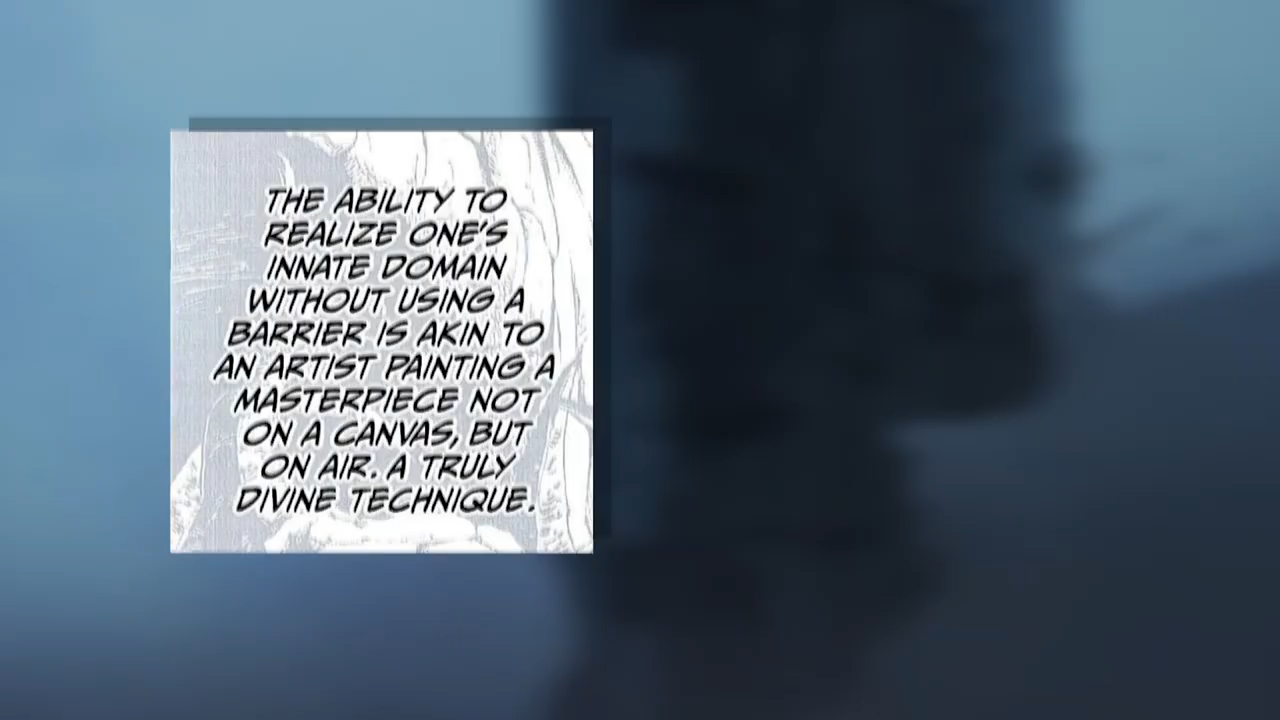 THE ABILITY TO
REALIZE ONE'S
INNATE DOMAIN
WITHOUT USING A
BARRIER IS AKIN TO
AN ARTIST PAINTING A
MASTERPIECE NOT
ON A CANVAS, BUT
ON AIR. A TRULY
DIVINE TECHNIQUE.